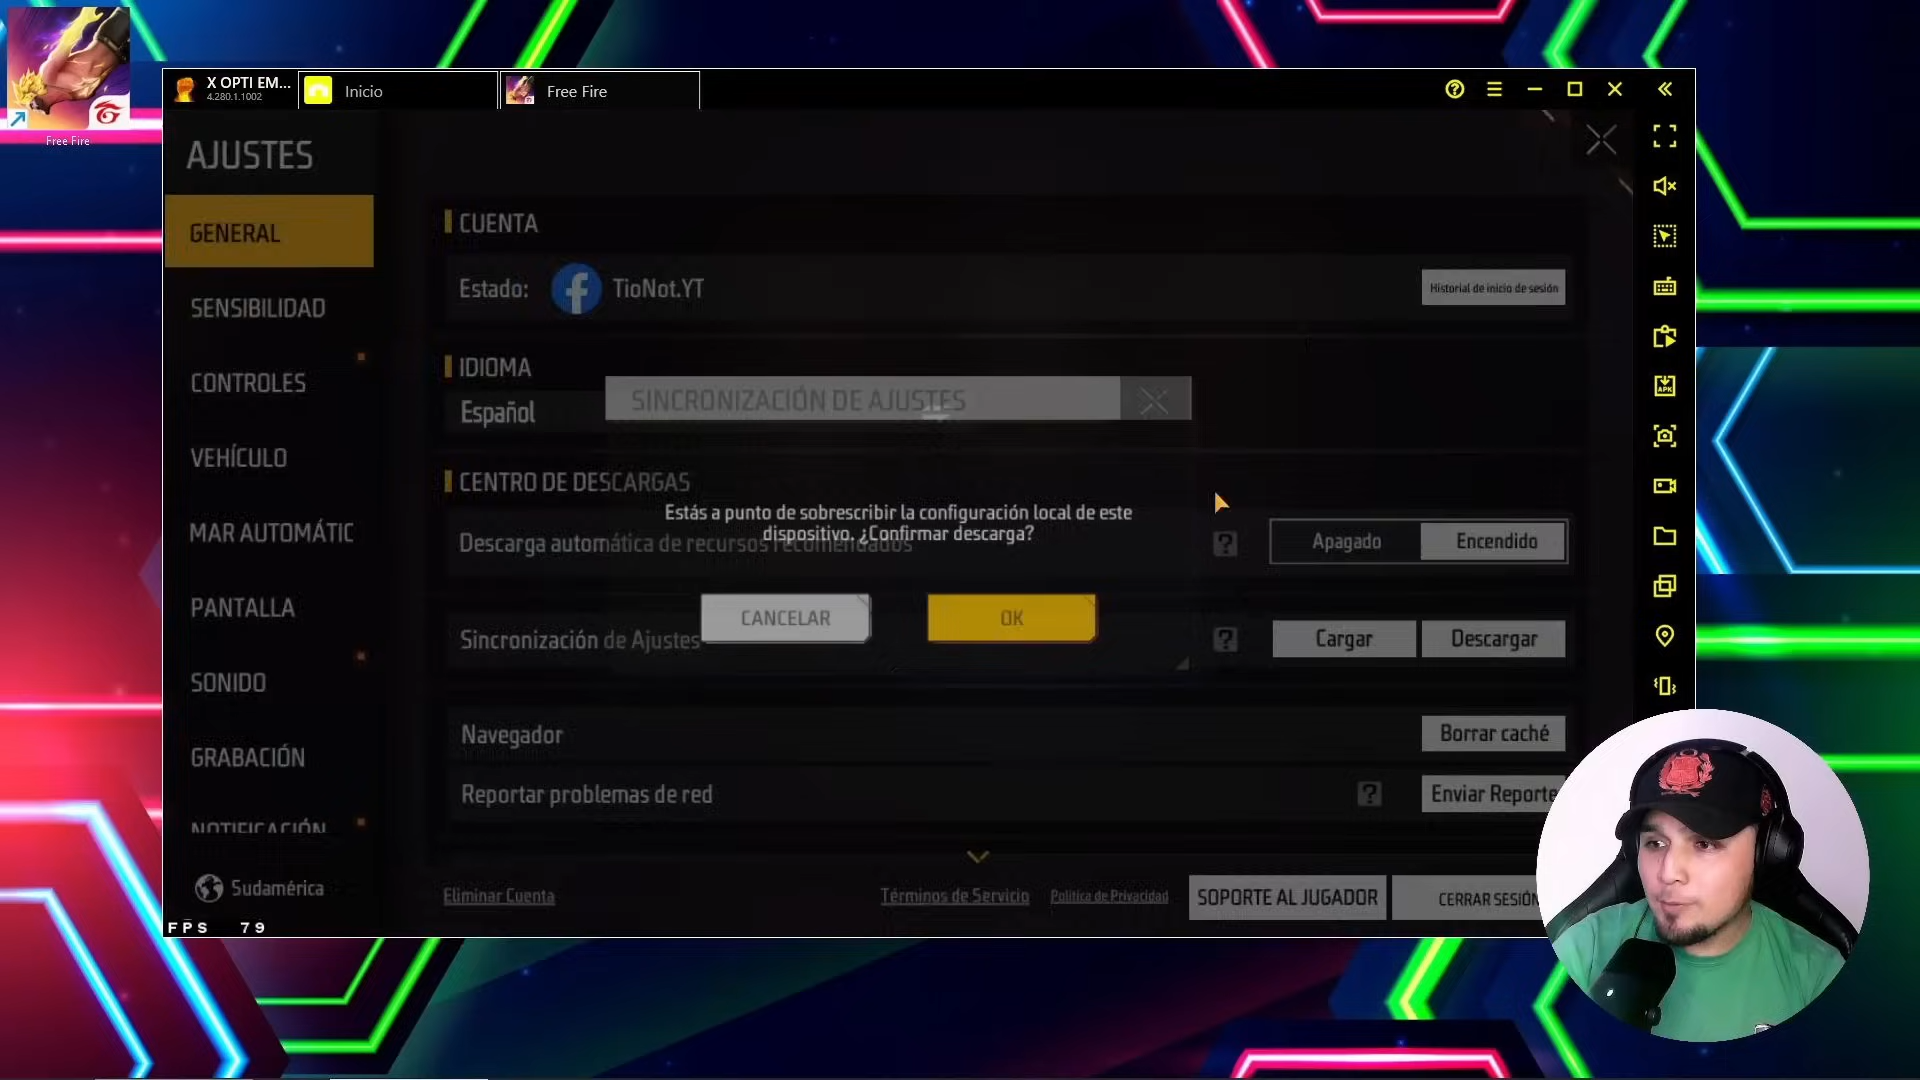 X OPTI EM...
4.280.1.1002
Inicio
Free Fire
Free Fire
AJUSTES
GENERAL
SENSIBILIDAD
CONTROLES
VEHÍCULO
MAR AUTOMÁTIC
PANTALLA
SONIDO
GRABACIÓN
NOTIFICACIÓN
Sudamérica
FPS 79
CUENTA
Estado:
TioNot.YT
Historial de inicio de sesión
IDIOMA
Español
SINCRONIZACIÓN DE AJUSTES
CENTRO DE DESCARGAS
Estás a punto de sobrescribir la configuración local de este
dispositivo. ¿Confirmar descarga?
Descarga automática de recursos recomendados
?
Apagado
Encendido
CANCELAR
OK
Sincronización de Ajustes
?
Cargar
Descargar
Navegador
Borrar caché
Reportar problemas de red
?
Enviar Reporte
Eliminar Cuenta
Términos de Servicio
Política de Privacidad
SOPORTE AL JUGADOR
CERRAR SESIÓN